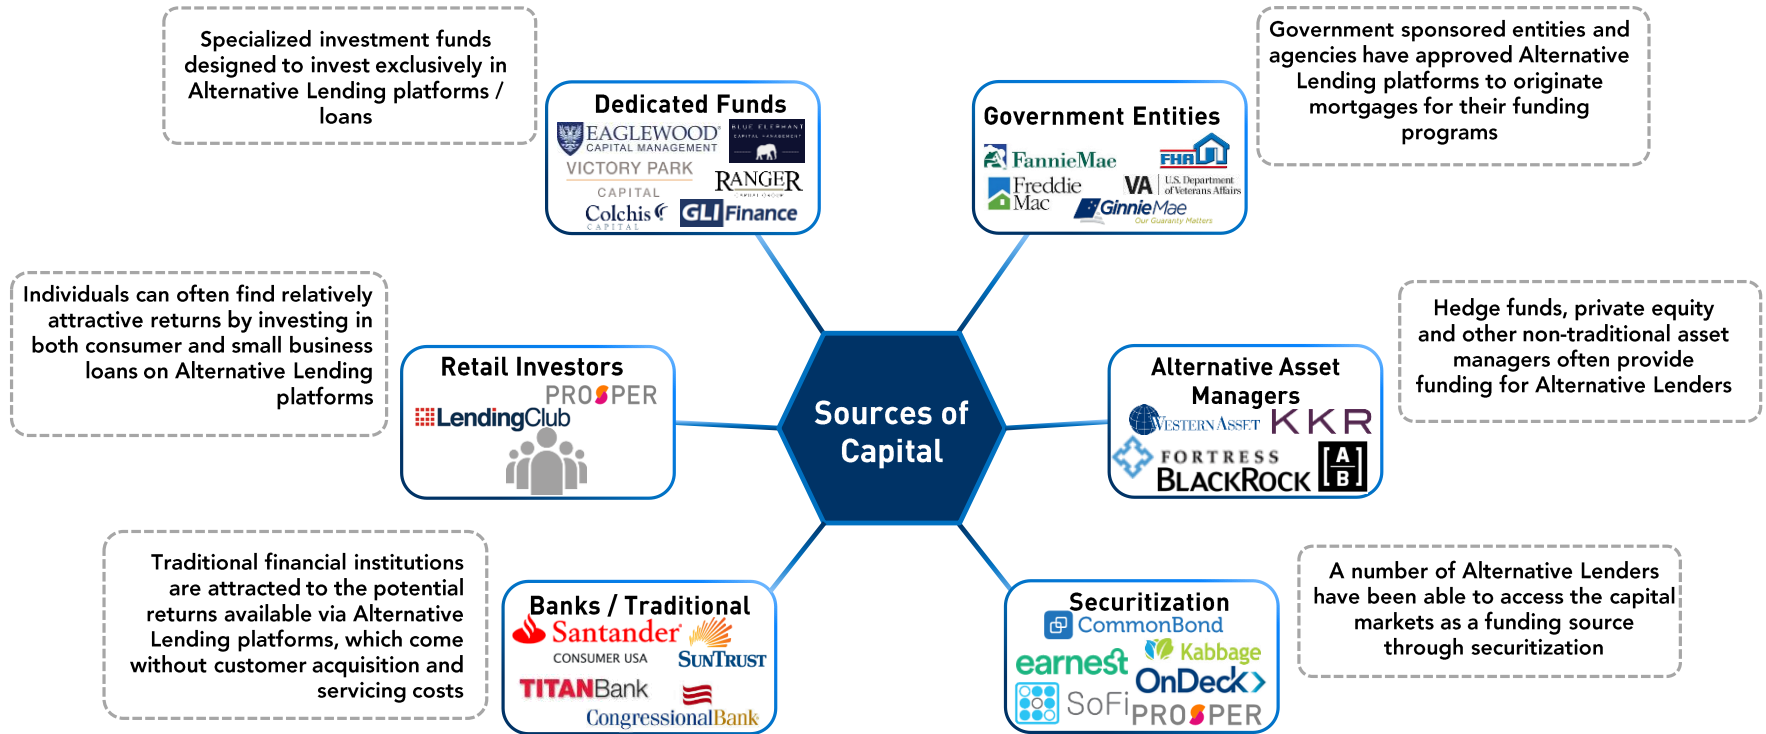 Specialized investment funds
designed to invest exclusively in
Alternative Lending platforms /
loans
Dedicated Funds
EAGLEWOOD
CAPITAL MANAGEMENT
BLUE ELEPHANT
CAPITAL MANAGEMENT
VICTORY PARK
CAPITAL
RANGER
Colchis
CAPITAL
GLI Finance
Government Entities
FannieMae
FHA
Freddie
Mac
VA
U.S. Department
of Veterans Affairs
GinnieMae
Our Guaranty Matters
Government sponsored entities and
agencies have approved Alternative
Lending platforms to originate
mortgages for their funding
programs
Individuals can often find relatively
attractive returns by investing in
both consumer and small business
loans on Alternative Lending
platforms
Retail Investors
PROSPER
LendingClub
Sources of
Capital
Alternative Asset
Managers
WESTERN ASSET
KKR
FORTRESS
BLACKROCK
A
B
Hedge funds, private equity
and other non-traditional asset
managers often provide
funding for Alternative Lenders
Traditional financial institutions
are attracted to the potential
returns available via Alternative
Lending platforms, which come
without customer acquisition and
servicing costs
Banks / Traditional
Santander
CONSUMER USA
SUNTRUST
TITANBank
CongressionalBank
Securitization
CommonBond
earnest
Kabbage
OnDeck
SoFi
PROSPER
A number of Alternative Lenders
have been able to access the capital
markets as a funding source
through securitization